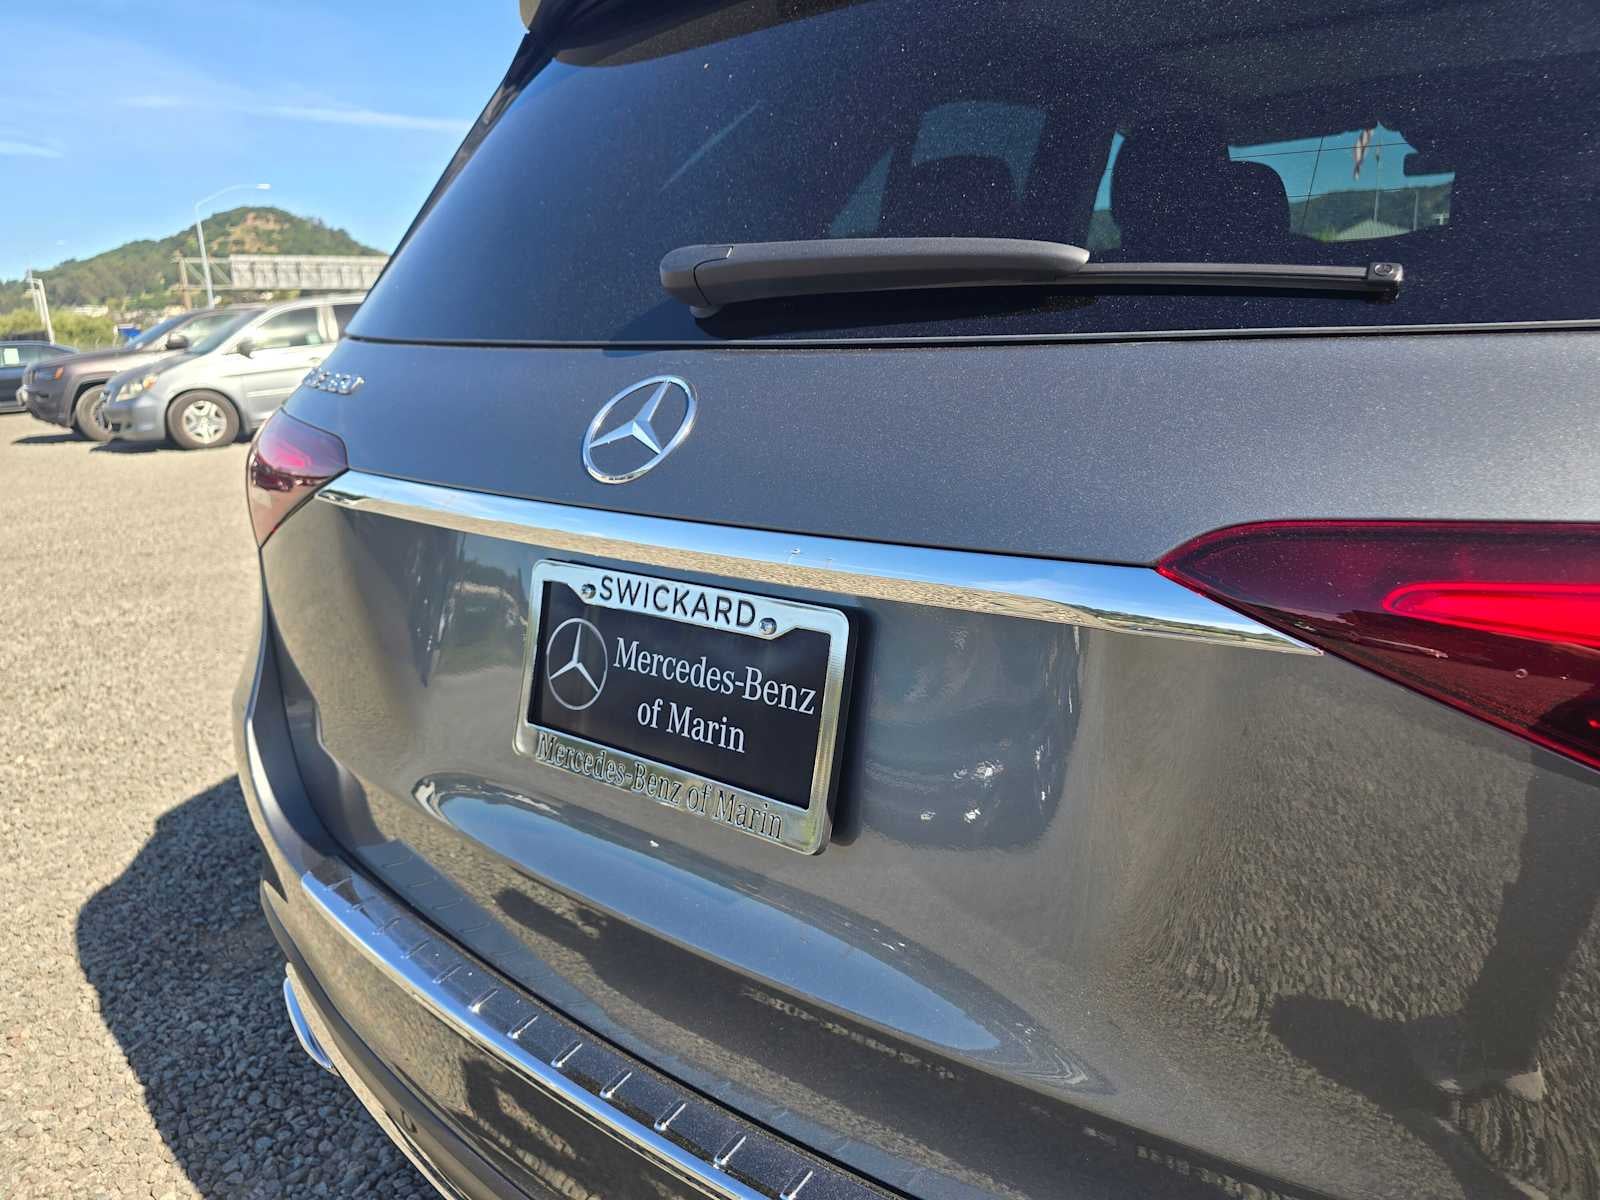 SWICKARD
Mercedes-Benz
of Marin
Mercedes-Benz of Marin